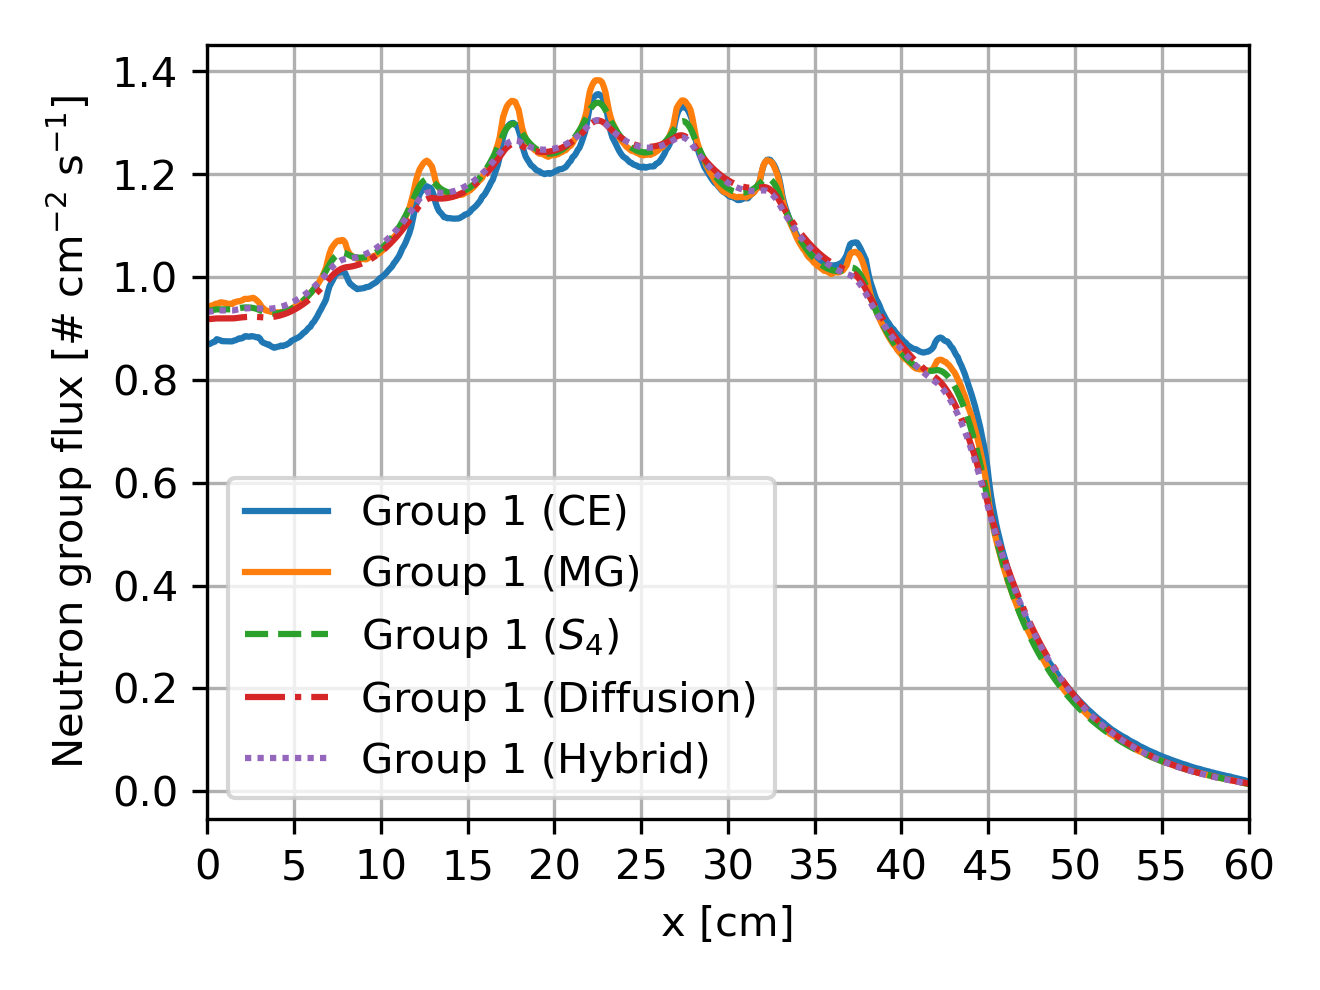 Neutron group flux [# cm⁻² s⁻¹]
1.4
1.2
1.0
0.8
0.6
0.4
0.2
0.0
Group 1 (CE)
Group 1 (MG)
Group 1 (S₄)
Group 1 (Diffusion)
Group 1 (Hybrid)
0 5 10 15 20 25 30 35 40 45 50 55 60
x [cm]